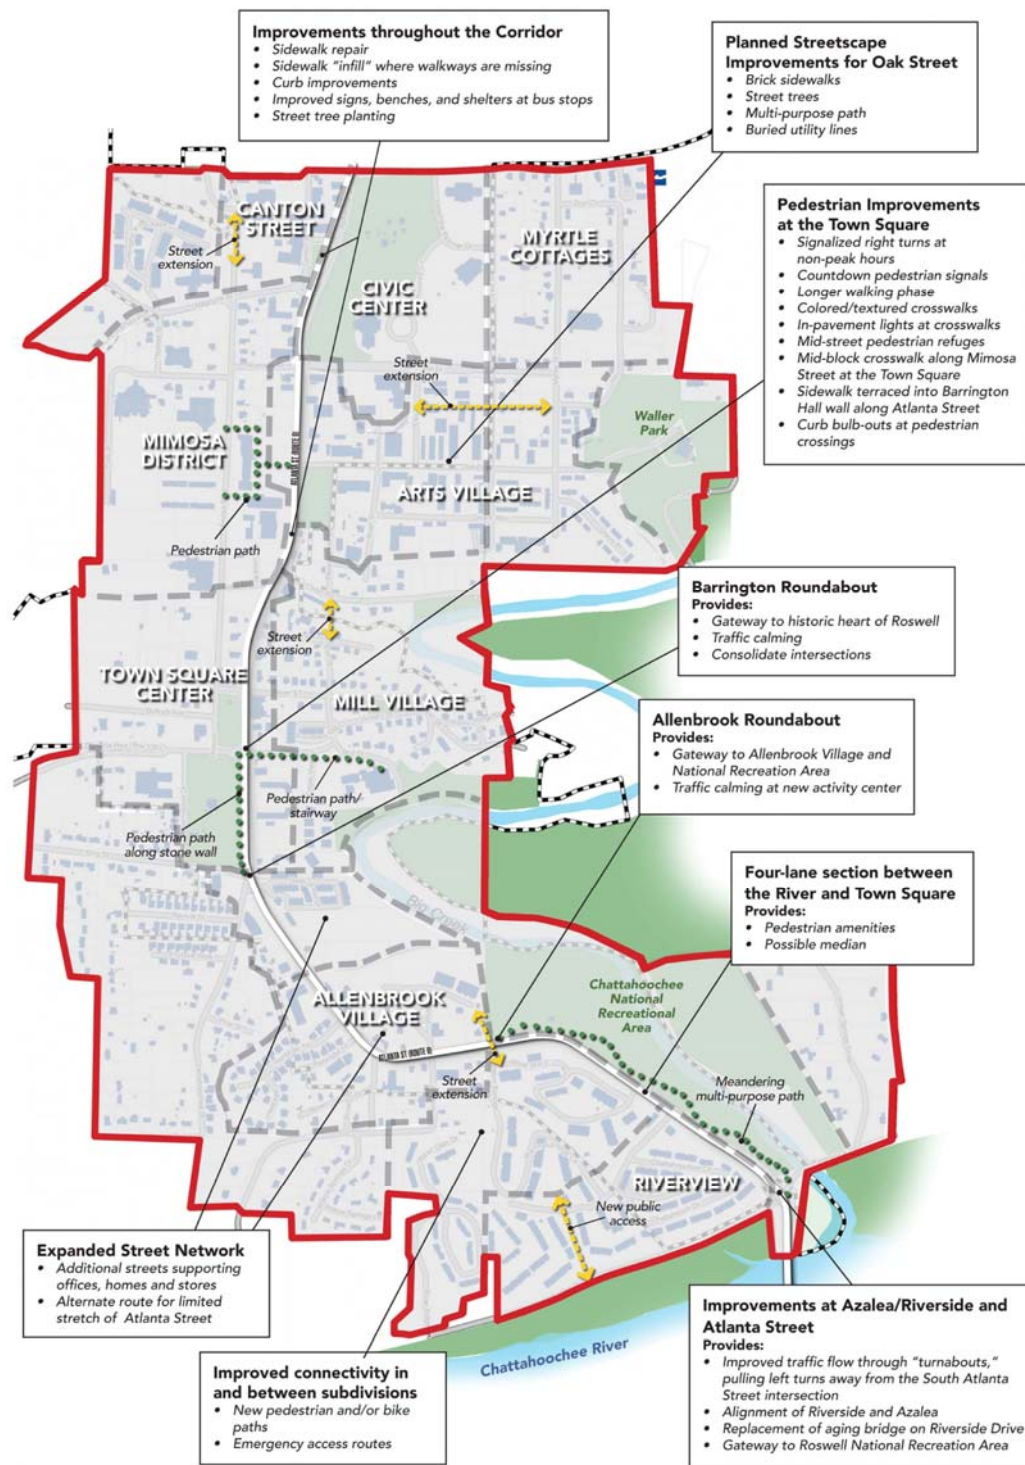 Improvements throughout the Corridor
• Sidewalk repair
• Sidewalk "infill" where walkways are missing
• Curb improvements
• Improved signs, benches, and shelters at bus stops
• Street tree planting
Planned Streetscape
Improvements for Oak Street
• Brick sidewalks
• Street trees
• Multi-purpose path
• Buried utility lines
Pedestrian Improvements
at the Town Square
• Signalized right turns at
non-peak hours
• Countdown pedestrian signals
• Longer walking phase
• Colored/textured crosswalks
• In-pavement lights at crosswalks
• Mid-street pedestrian refuges
• Mid-block crosswalk along Mimosa
Street at the Town Square
• Sidewalk terraced into Barrington
Hall wall along Atlanta Street
• Curb bulb-outs at pedestrian
crossings
CANTON
STREET
Street
extension
MYRTLE
COTTAGES
CIVIC
CENTER
Street
extension
Waller
Park
MIMOSA
DISTRICT
ATLANTA ST (ROUTE 9)
ARTS VILLAGE
Pedestrian path
Barrington Roundabout
Provides:
• Gateway to historic heart of Roswell
• Traffic calming
• Consolidate intersections
Street
extension
TOWN SQUARE
CENTER
MILL VILLAGE
Allenbrook Roundabout
Provides:
• Gateway to Allenbrook Village and
National Recreation Area
• Traffic calming at new activity center
Pedestrian path/
stairway
Pedestrian path
along stone wall
Four-lane section between
the River and Town Square
Provides:
• Pedestrian amenities
• Possible median
Big Creek
Chattahoochee
National
Recreational
Area
ALLENBROOK
VILLAGE
ATLANTA ST (ROUTE 9)
Street
extension
Meandering
multi-purpose path
RIVERVIEW
New public
access
Expanded Street Network
• Additional streets supporting
offices, homes and stores
• Alternate route for limited
stretch of Atlanta Street
Improvements at Azalea/Riverside and
Atlanta Street
Provides:
• Improved traffic flow through "turnabouts,"
pulling left turns away from the South Atlanta
Street intersection
• Alignment of Riverside and Azalea
• Replacement of aging bridge on Riverside Drive
• Gateway to Roswell National Recreation Area
Chattahoochee River
Improved connectivity in
and between subdivisions
• New pedestrian and/or bike
paths
• Emergency access routes